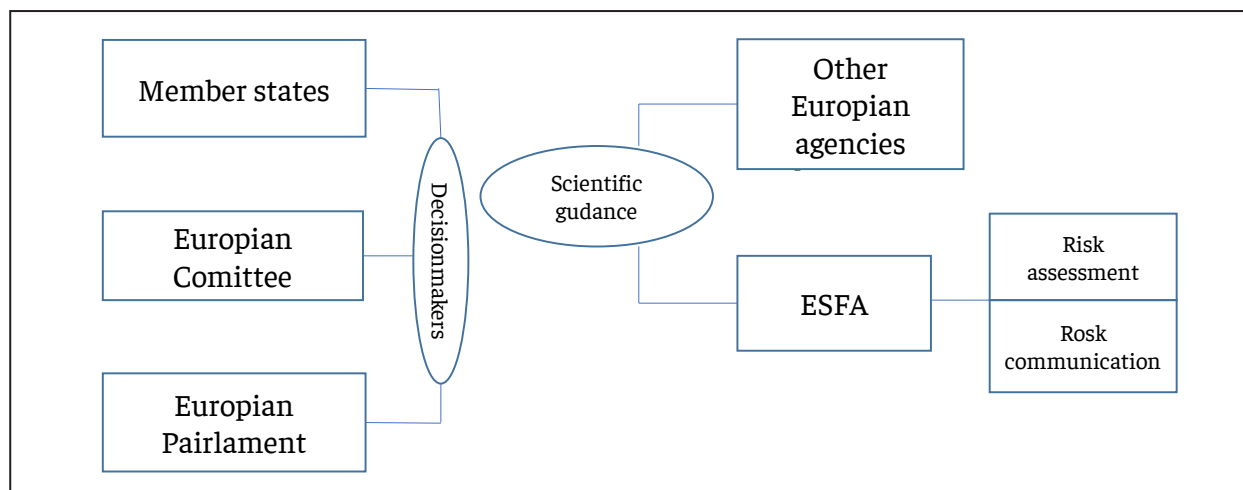 Member states
Europian
Comittee
Europian
Pairlament
Decisionmakers
Scientific
gudance
Other
Europian
agencies
ESFA
Risk
assessment
Rosk
communication